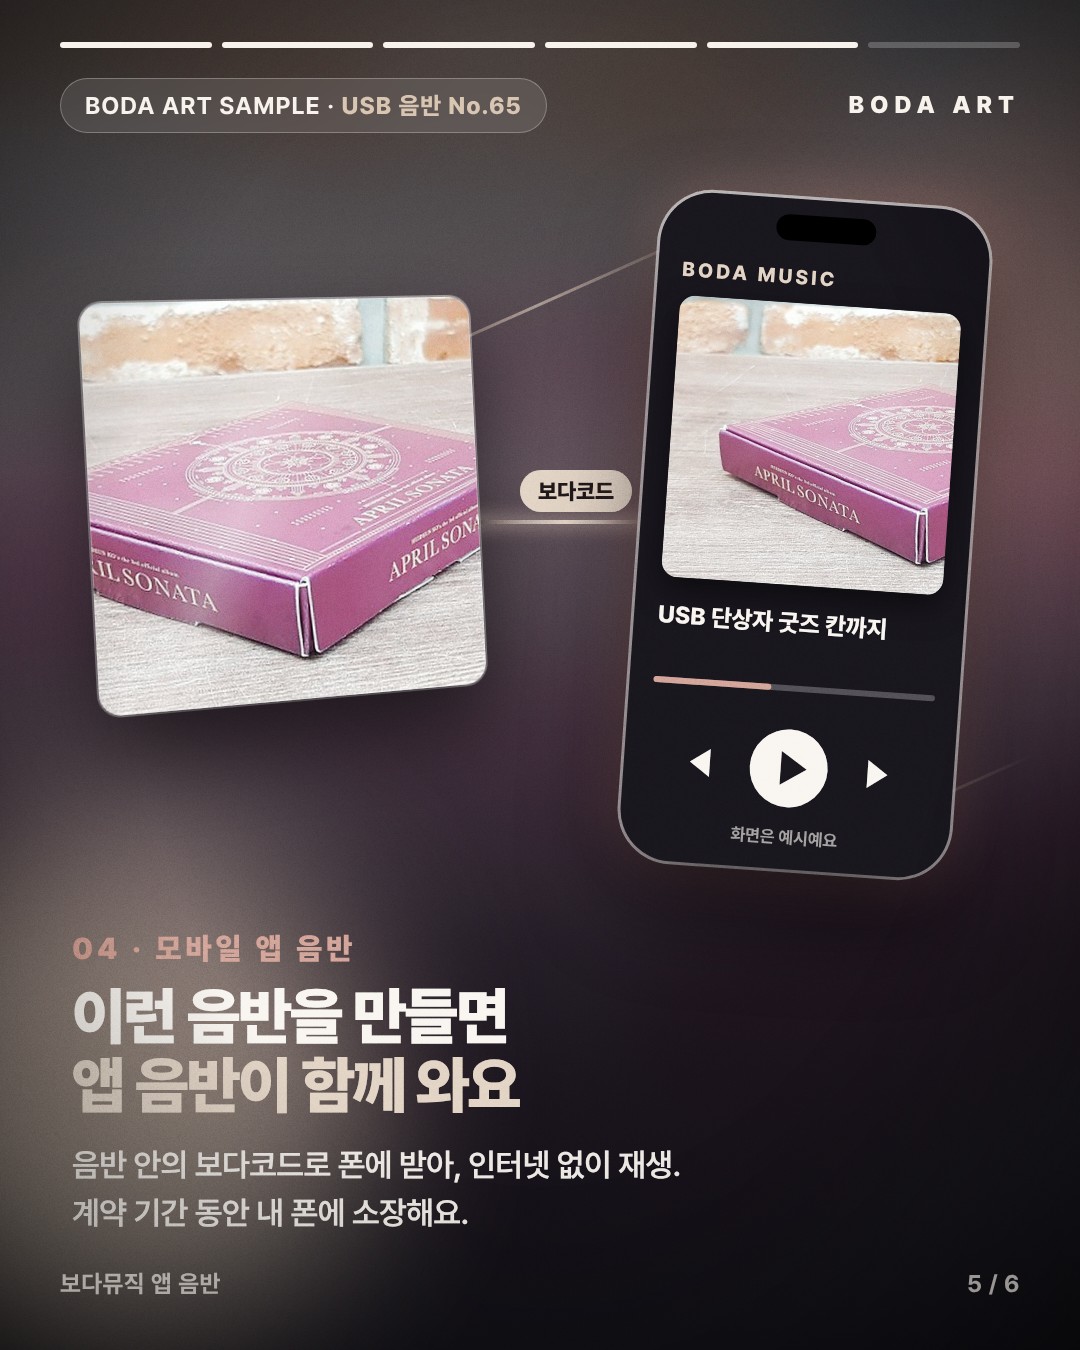 BODA ART SAMPLE · USB 음반 No.65
BODA ART
BODA MUSIC
APRIL SONATA
APRIL SONATA
APRIL SONATA
RIL SONATA
APRIL SONATA
보다코드
USB 단상자 굿즈 칸까지
화면은 예시예요
04 · 모바일 앱 음반
이런 음반을 만들면
앱 음반이 함께 와요
음반 안의 보다코드로 폰에 받아, 인터넷 없이 재생.
계약 기간 동안 내 폰에 소장해요.
보다뮤직 앱 음반
5 / 6